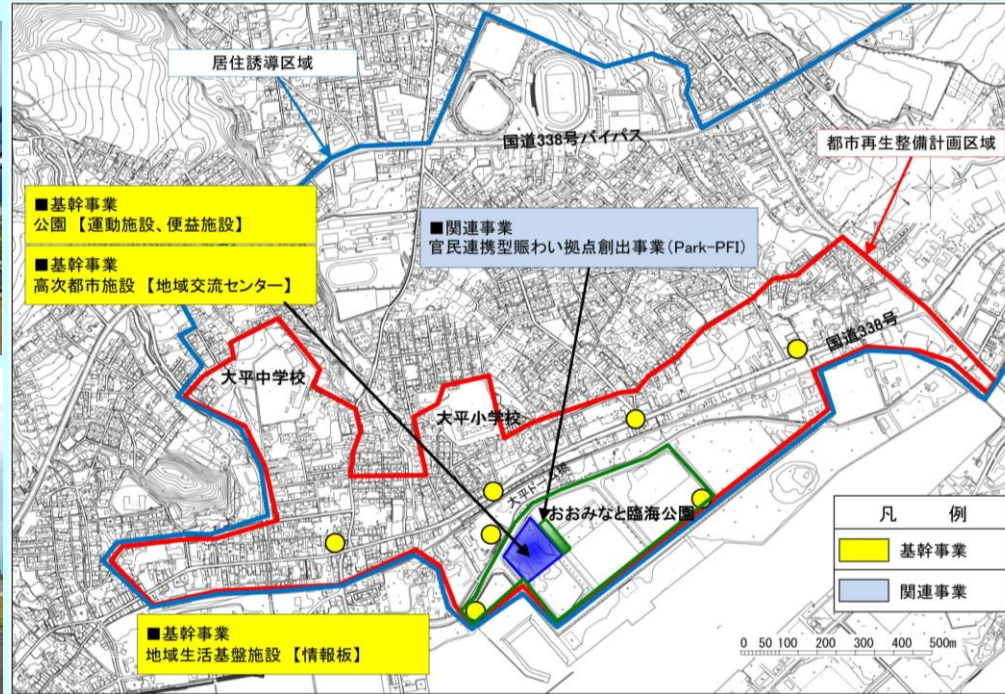 居住誘導区域
国道338号バイパス
都市再生整備計画区域
■基幹事業
公園 【運動施設、便益施設】
■基幹事業
高次都市施設 【地域交流センター】
■関連事業
官民連携型賑わい拠点創出事業(Park-PFI)
国道338号
大平中学校
大平小学校
おおみなと臨海公園
凡 例
基幹事業
関連事業
■基幹事業
地域生活基盤施設 【情報板】
0 50 100 200 300 400 500m